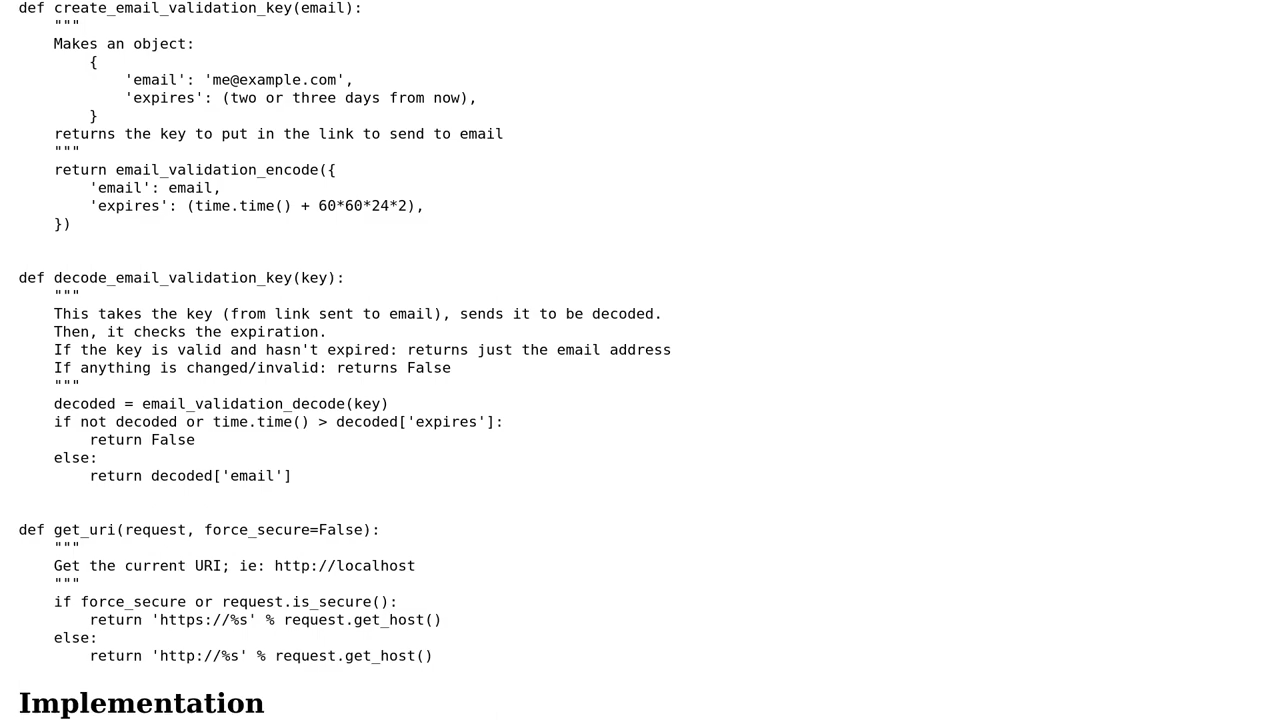 def create_email_validation_key(email):
    """
    Makes an object:
        {
            'email': 'me@example.com',
            'expires': (two or three days from now),
        }
    returns the key to put in the link to send to email
    """
    return email_validation_encode({
        'email': email,
        'expires': (time.time() + 60*60*24*2),
    })
def decode_email_validation_key(key):
    """
    This takes the key (from link sent to email), sends it to be decoded.
    Then, it checks the expiration.
    If the key is valid and hasn't expired: returns just the email address
    If anything is changed/invalid: returns False
    """
    decoded = email_validation_decode(key)
    if not decoded or time.time() > decoded['expires']:
        return False
    else:
        return decoded['email']
def get_uri(request, force_secure=False):
    """
    Get the current URI; ie: http://localhost
    """
    if force_secure or request.is_secure():
        return 'https://%s' % request.get_host()
    else:
        return 'http://%s' % request.get_host()
Implementation